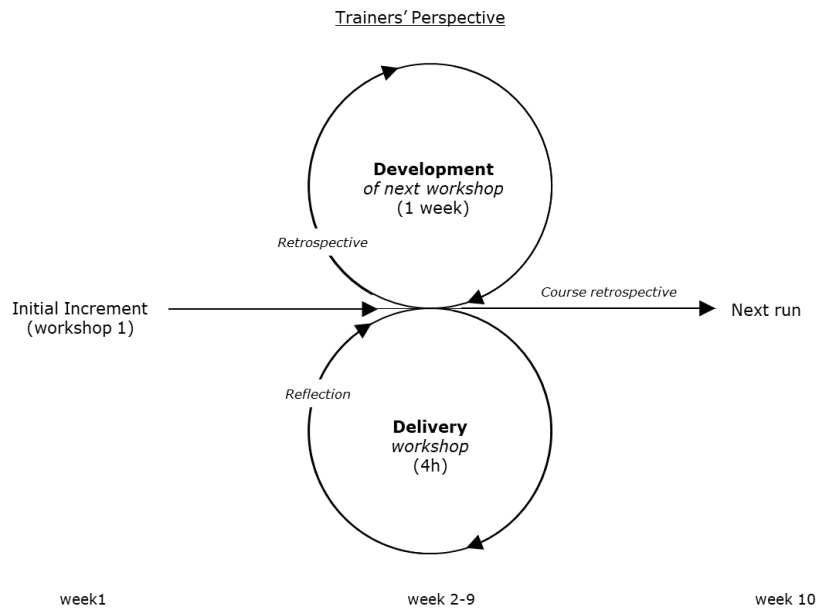 Trainers’ Perspective
Development
of next workshop
(1 week)
Retrospective
Initial Increment
(workshop 1)
Course retrospective
Next run
Reflection
Delivery
workshop
(4h)
week1
week 2-9
week 10